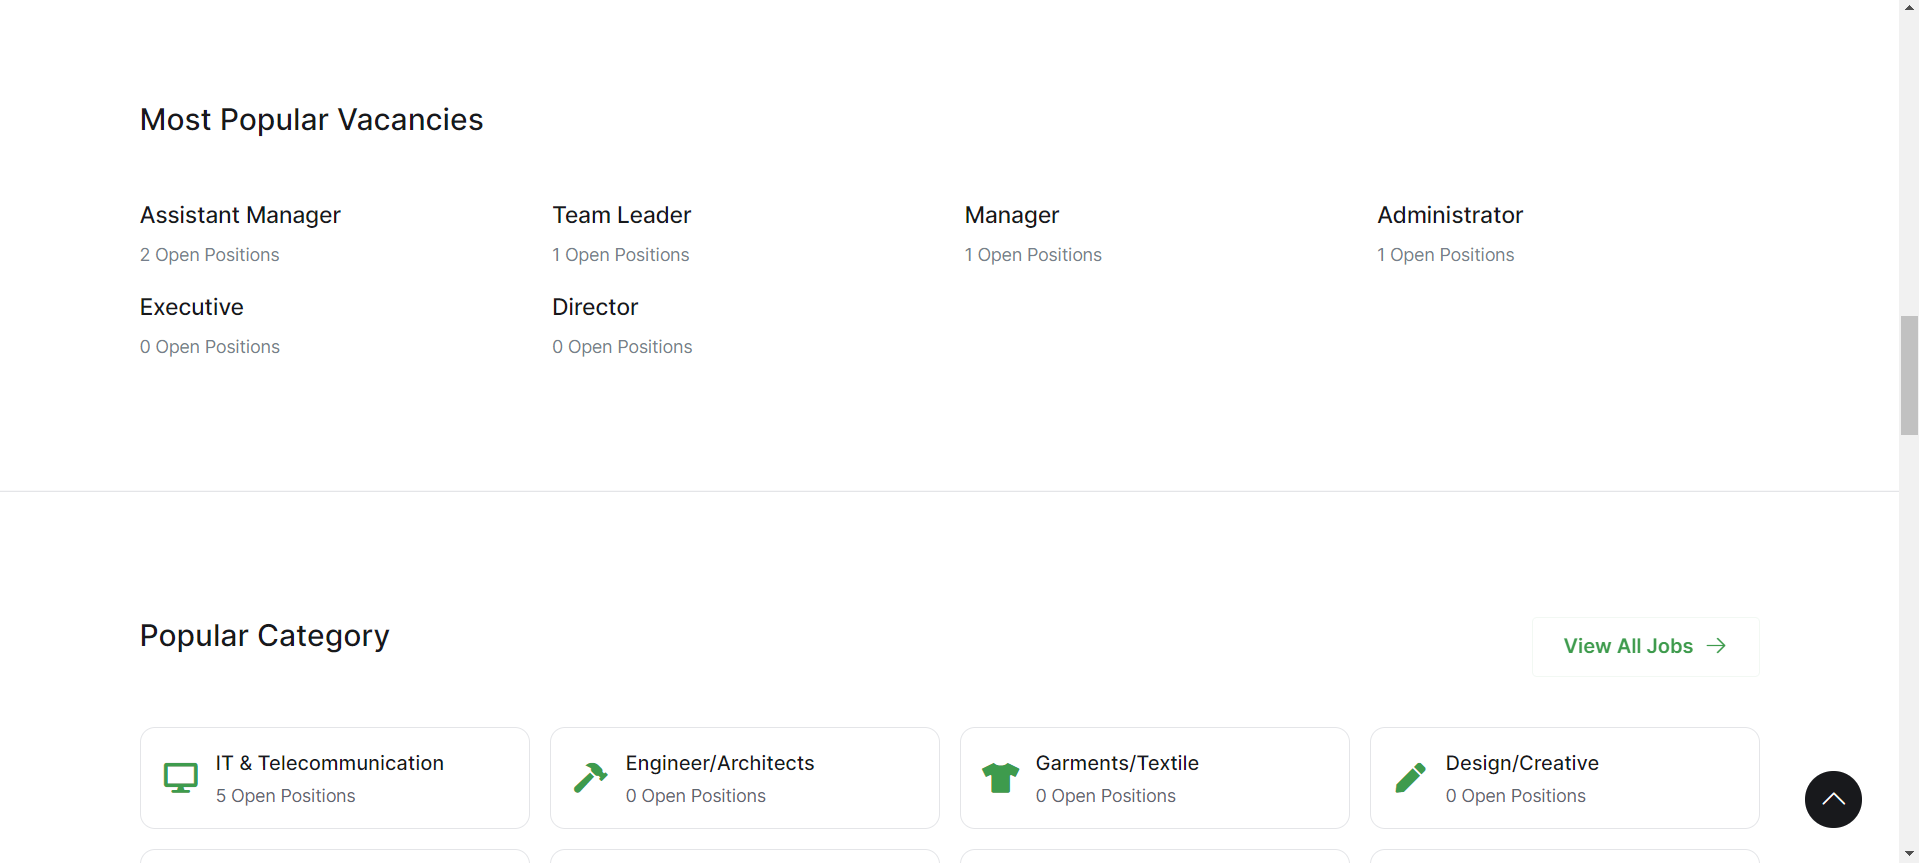 Most Popular Vacancies
Assistant Manager
2 Open Positions
Team Leader
1 Open Positions
Manager
1 Open Positions
Administrator
1 Open Positions
Executive
0 Open Positions
Director
0 Open Positions
Popular Category
View All Jobs
IT & Telecommunication
5 Open Positions
Engineer/Architects
0 Open Positions
Garments/Textile
0 Open Positions
Design/Creative
0 Open Positions